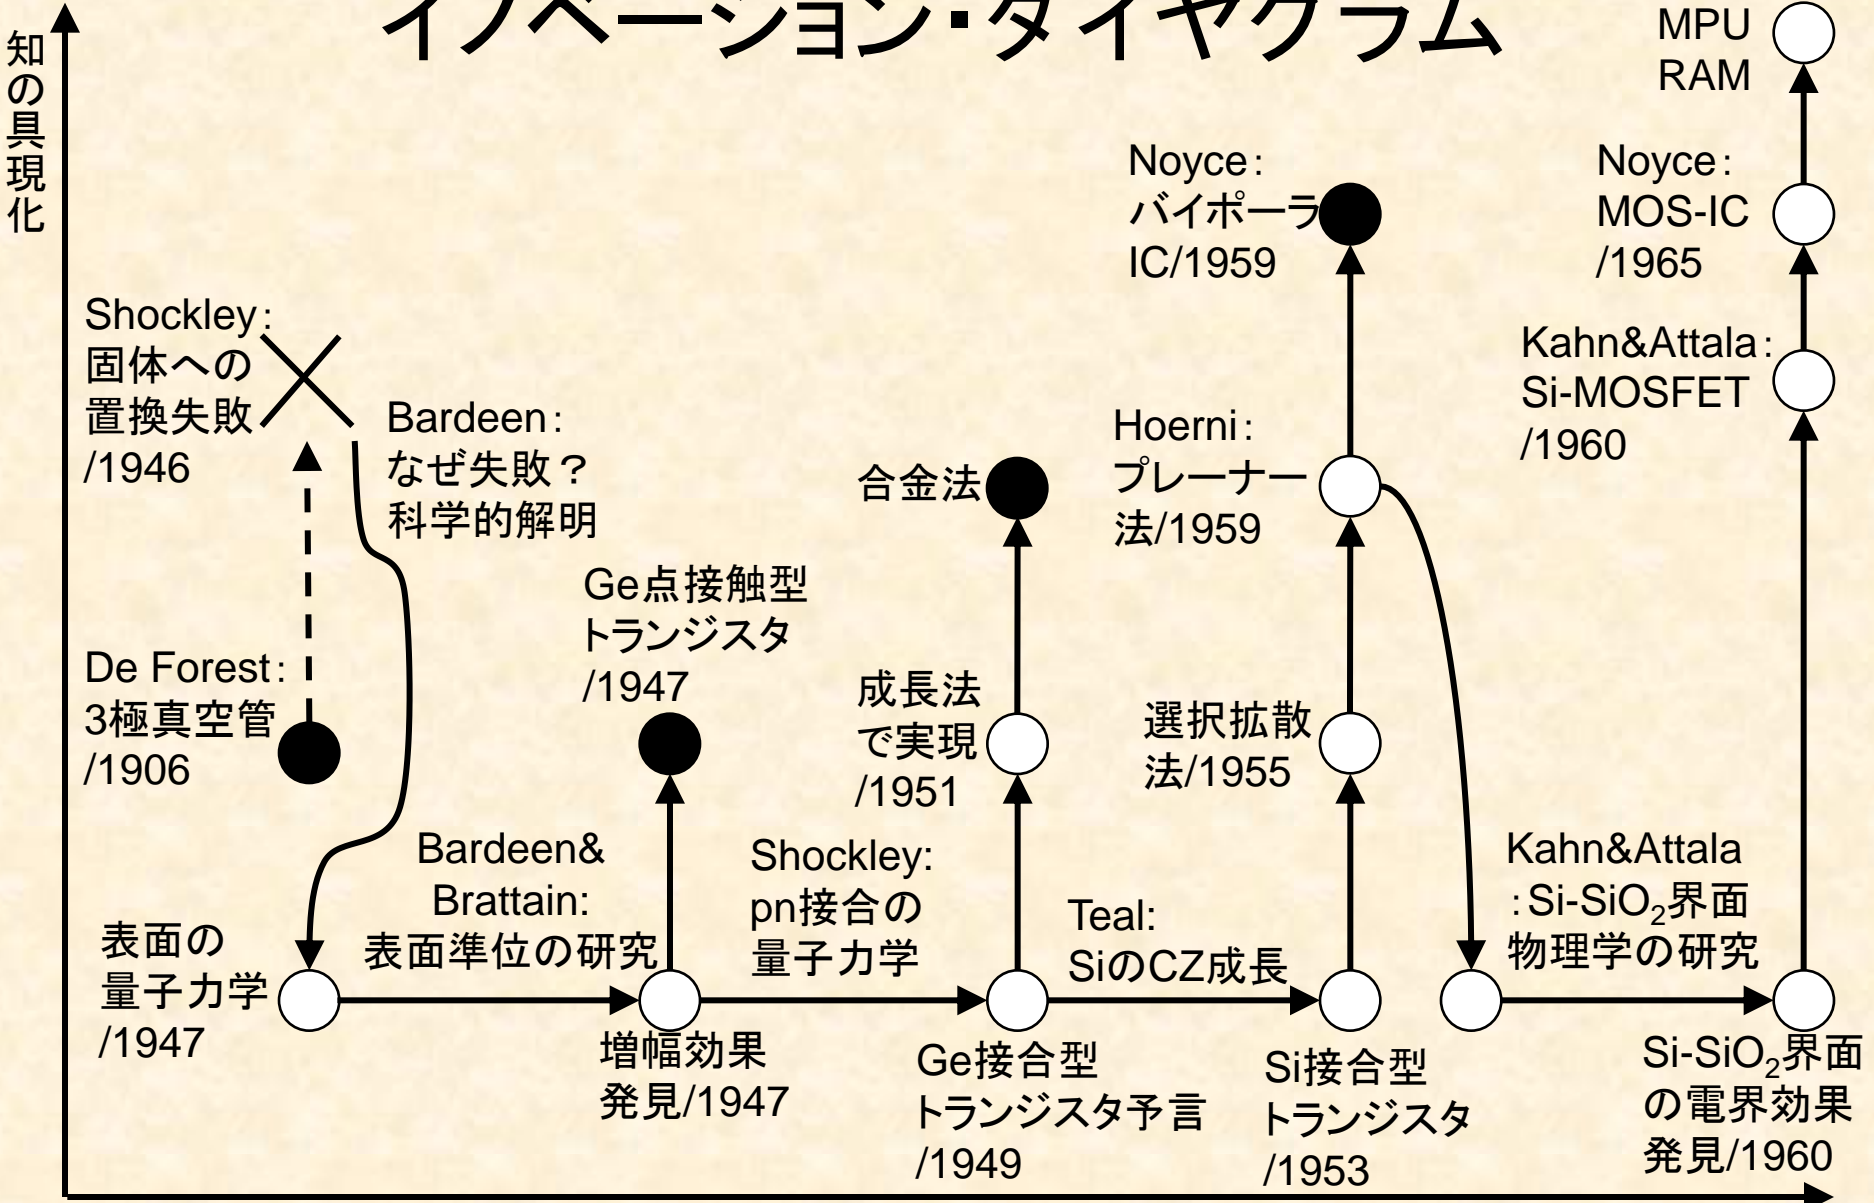 イノベーション・ダイヤグラム
知の具現化
MPU
RAM
Noyce：
バイポーラ
IC/1959
Noyce：
MOS-IC
/1965
Shockley：
固体への
置換失敗
/1946
Kahn&Attala：
Si-MOSFET
/1960
Bardeen：
なぜ失敗？
科学的解明
Hoerni：
プレーナー
法/1959
合金法
Ge点接触型
トランジスタ
/1947
De Forest：
3極真空管
/1906
成長法
で実現
/1951
選択拡散
法/1955
Bardeen&
Brattain:
表面準位の研究
Shockley:
pn接合の
量子力学
Teal:
SiのCZ成長
Kahn&Attala
：Si-SiO₂界面
物理学の研究
表面の
量子力学
/1947
増幅効果
発見/1947
Ge接合型
トランジスタ予言
/1949
Si接合型
トランジスタ
/1953
Si-SiO₂界面
の電界効果
発見/1960